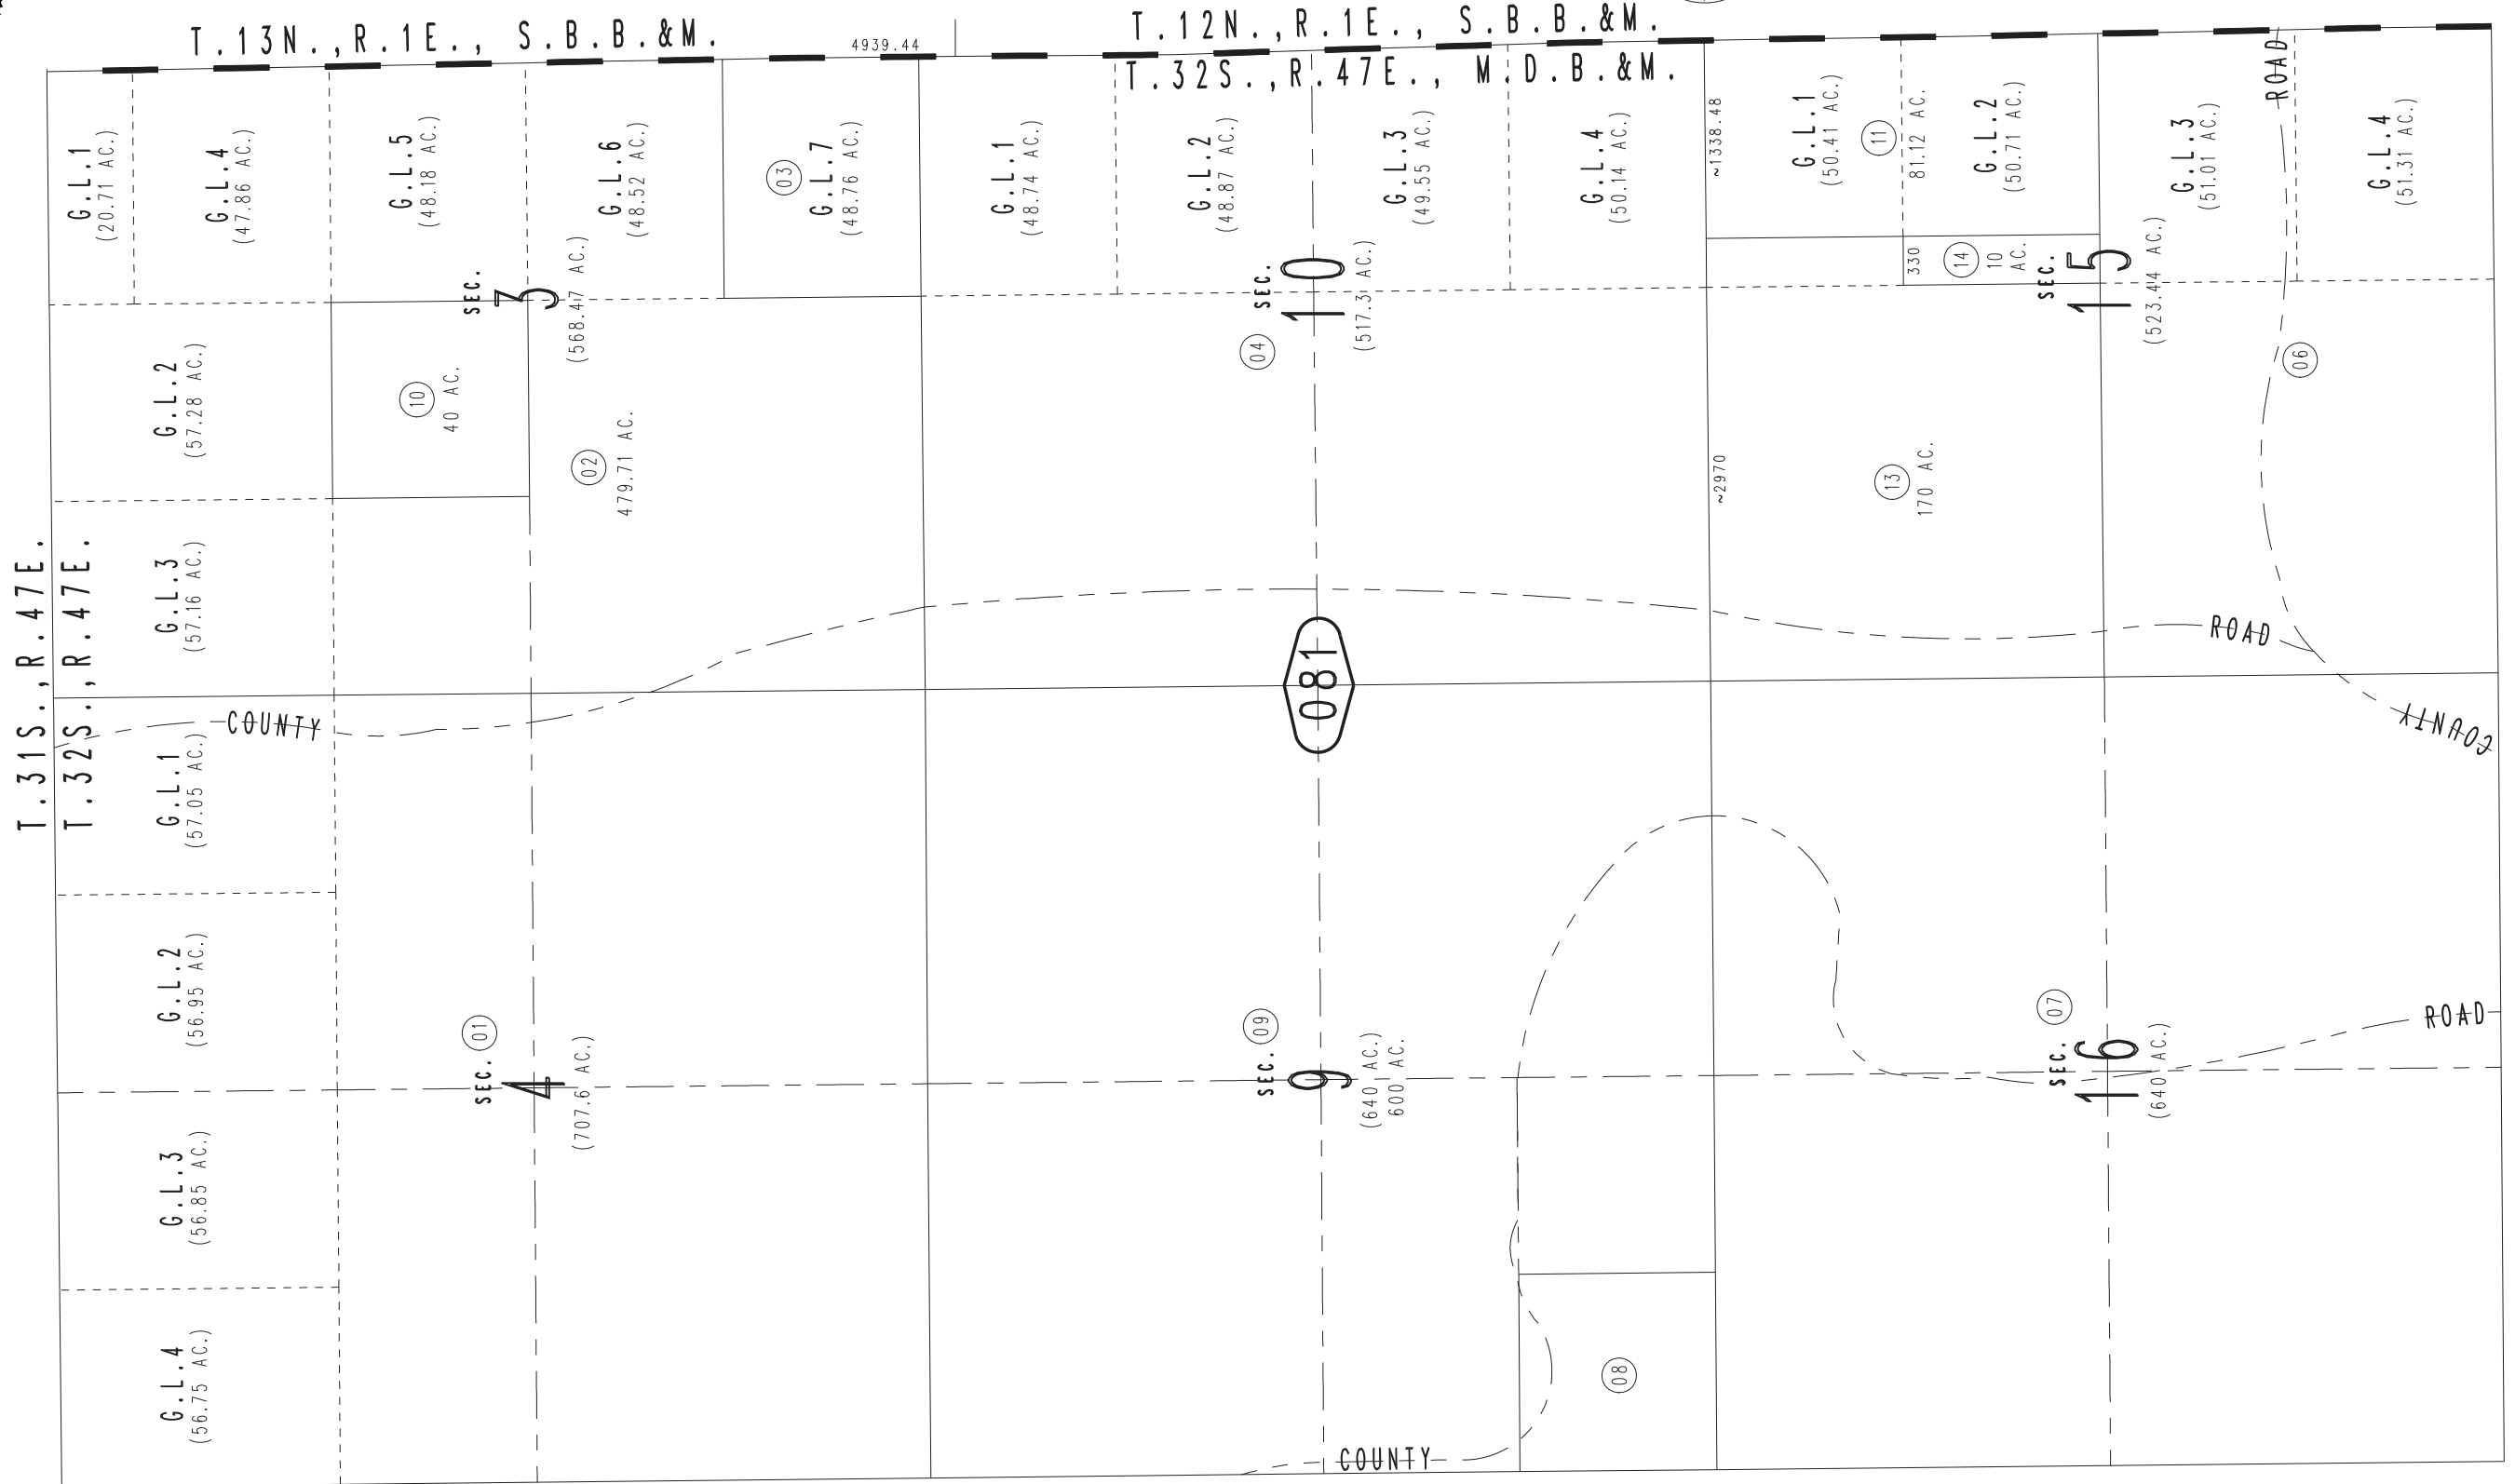 T.13N.,R.1E., S.B.B.&M.
4939.44
T.12N.,R.1E., S.B.B.&M.
T.32S.,R.47E., M.D.B.&M.
G.L.1
(20.71 AC.)
G.L.4
(47.86 AC.)
G.L.5
(48.18 AC.)
G.L.6
(48.52 AC.)
03
G.L.7
(48.76 AC.)
G.L.1
(48.74 AC.)
G.L.2
(48.87 AC.)
G.L.3
(49.55 AC.)
G.L.4
(50.14 AC.)
~1338.48
G.L.1
(50.41 AC.)
11
81.12 AC.
G.L.2
(50.71 AC.)
G.L.3
(51.01 AC.)
ROAD
G.L.4
(51.31 AC.)
SEC.
3
(568.47 AC.)
SEC.
10
(517.3 AC.)
04
330
14
10
AC.
SEC.
15
(523.44 AC.)
06
G.L.2
(57.28 AC.)
10
40 AC.
02
479.71 AC.
~2970
13
170 AC.
T.31S.,R.47E.
T.32S.,R.47E.
G.L.3
(57.16 AC.)
ROAD
081
COUNTY
COUNTY
G.L.1
(57.05 AC.)
G.L.2
(56.95 AC.)
01
SEC.
4
(707.6 AC.)
09
SEC.
9
(640 AC.)
600 AC.
07
SEC.
16
(640 AC.)
ROAD
G.L.3
(56.85 AC.)
G.L.4
(56.75 AC.)
08
COUNTY